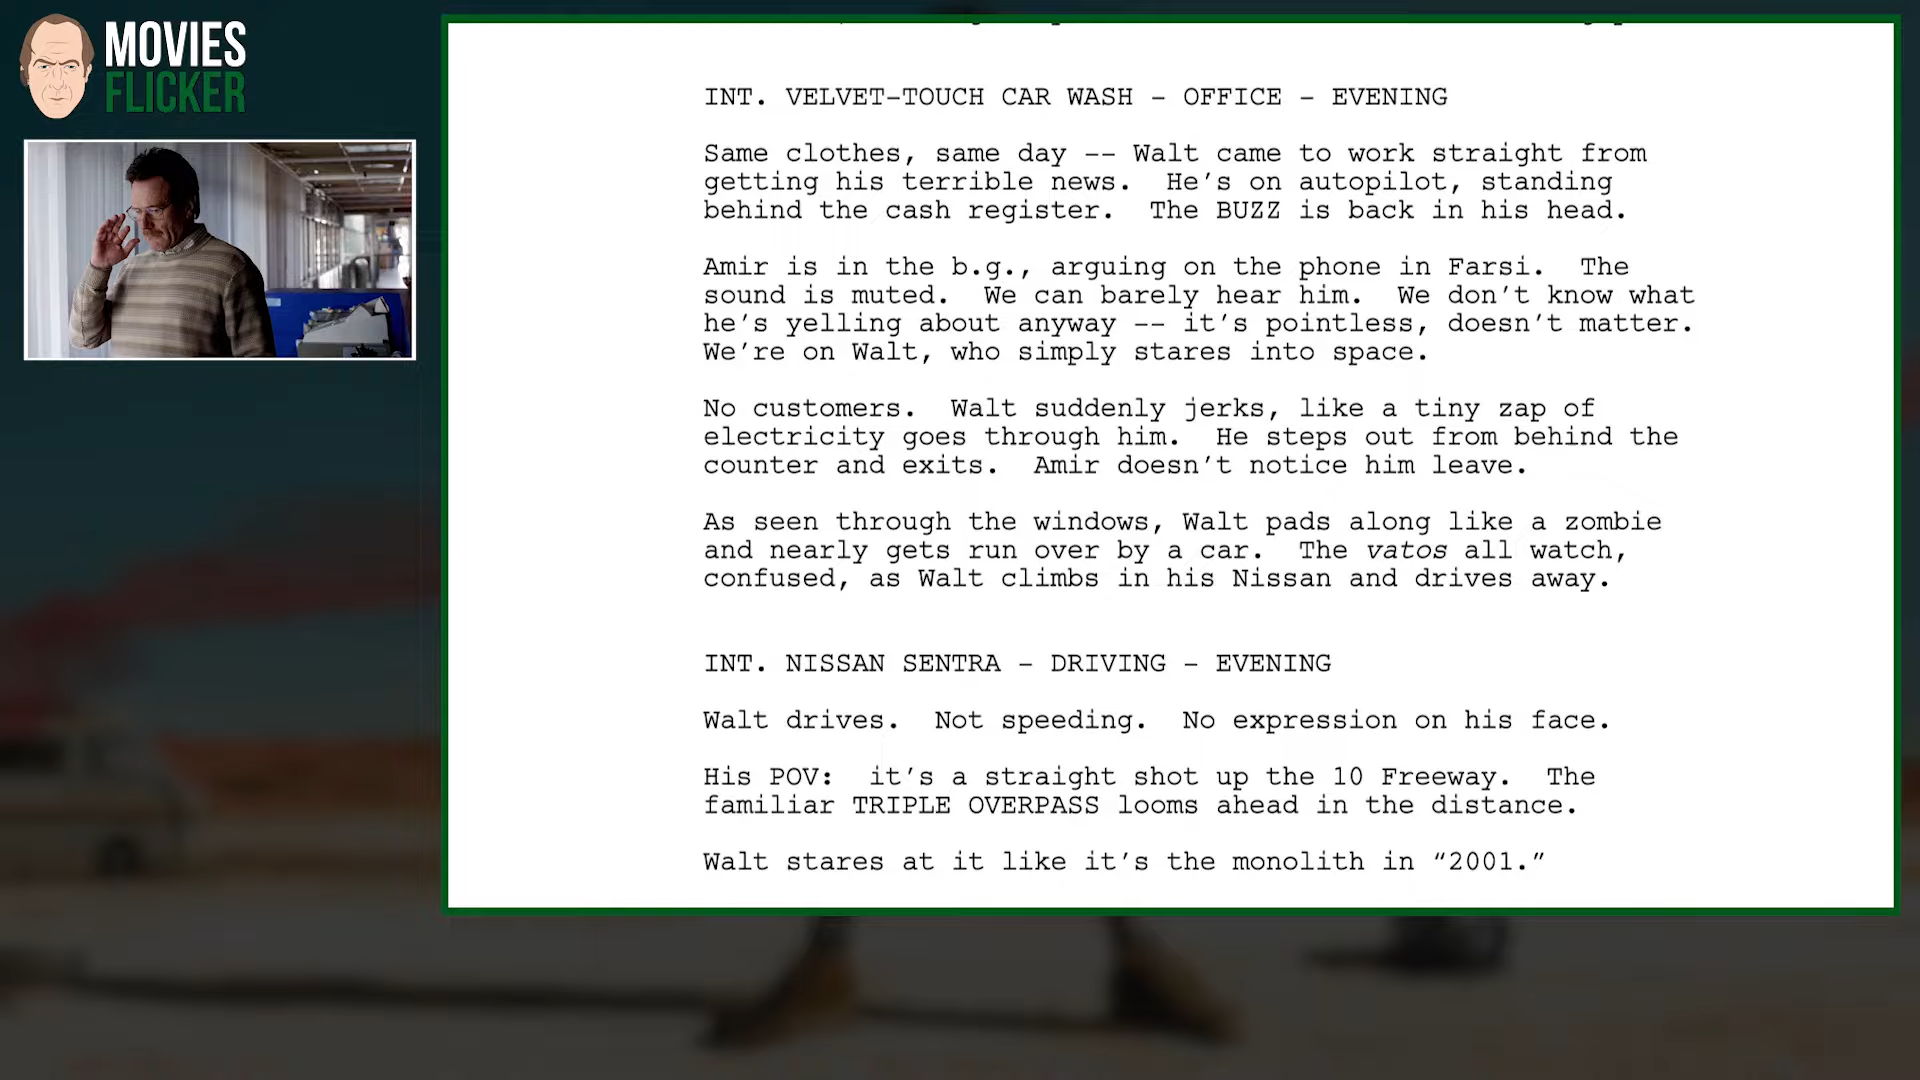 MOVIES
FLICKER
INT. VELVET-TOUCH CAR WASH – OFFICE – EVENING
Same clothes, same day -- Walt came to work straight from
getting his terrible news. He’s on autopilot, standing
behind the cash register. The BUZZ is back in his head.
Amir is in the b.g., arguing on the phone in Farsi. The
sound is muted. We can barely hear him. We don’t know what
he’s yelling about anyway -- it’s pointless, doesn’t matter.
We’re on Walt, who simply stares into space.
No customers. Walt suddenly jerks, like a tiny zap of
electricity goes through him. He steps out from behind the
counter and exits. Amir doesn’t notice him leave.
As seen through the windows, Walt pads along like a zombie
and nearly gets run over by a car. The vatos all watch,
confused, as Walt climbs in his Nissan and drives away.
INT. NISSAN SENTRA – DRIVING – EVENING
Walt drives. Not speeding. No expression on his face.
His POV: it’s a straight shot up the 10 Freeway. The
familiar TRIPLE OVERPASS looms ahead in the distance.
Walt stares at it like it’s the monolith in “2001.”